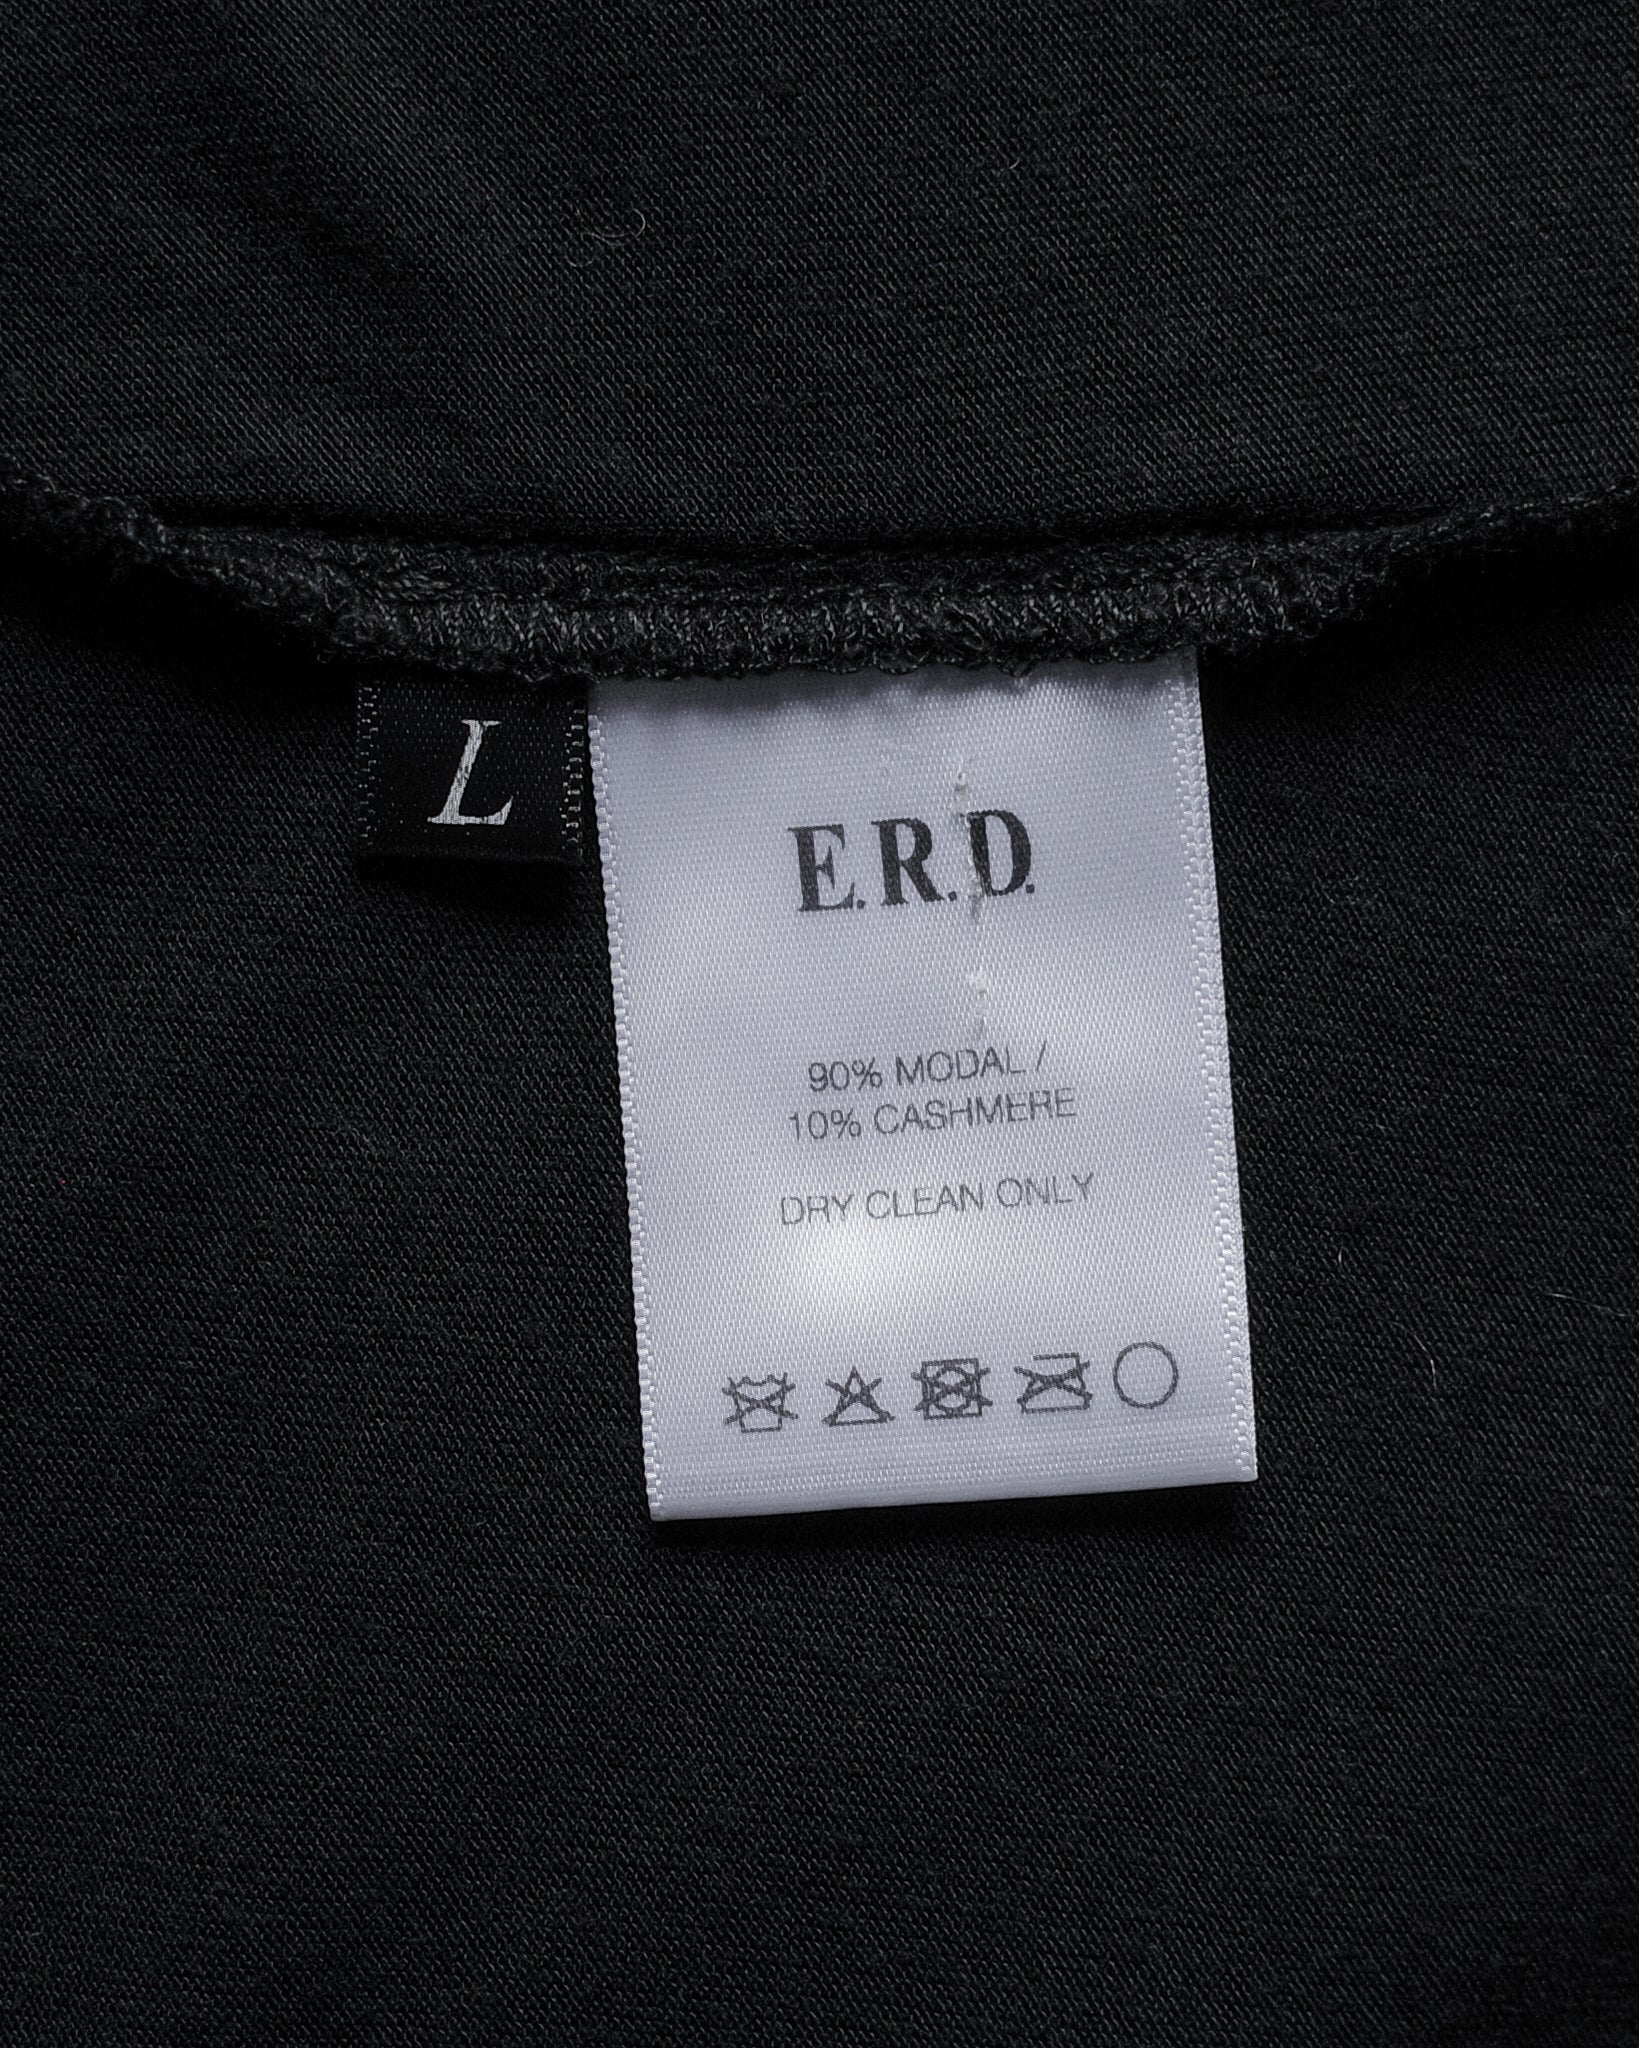 L
E.R.D.
90% MODAL /
10% CASHMERE
DRY CLEAN ONLY